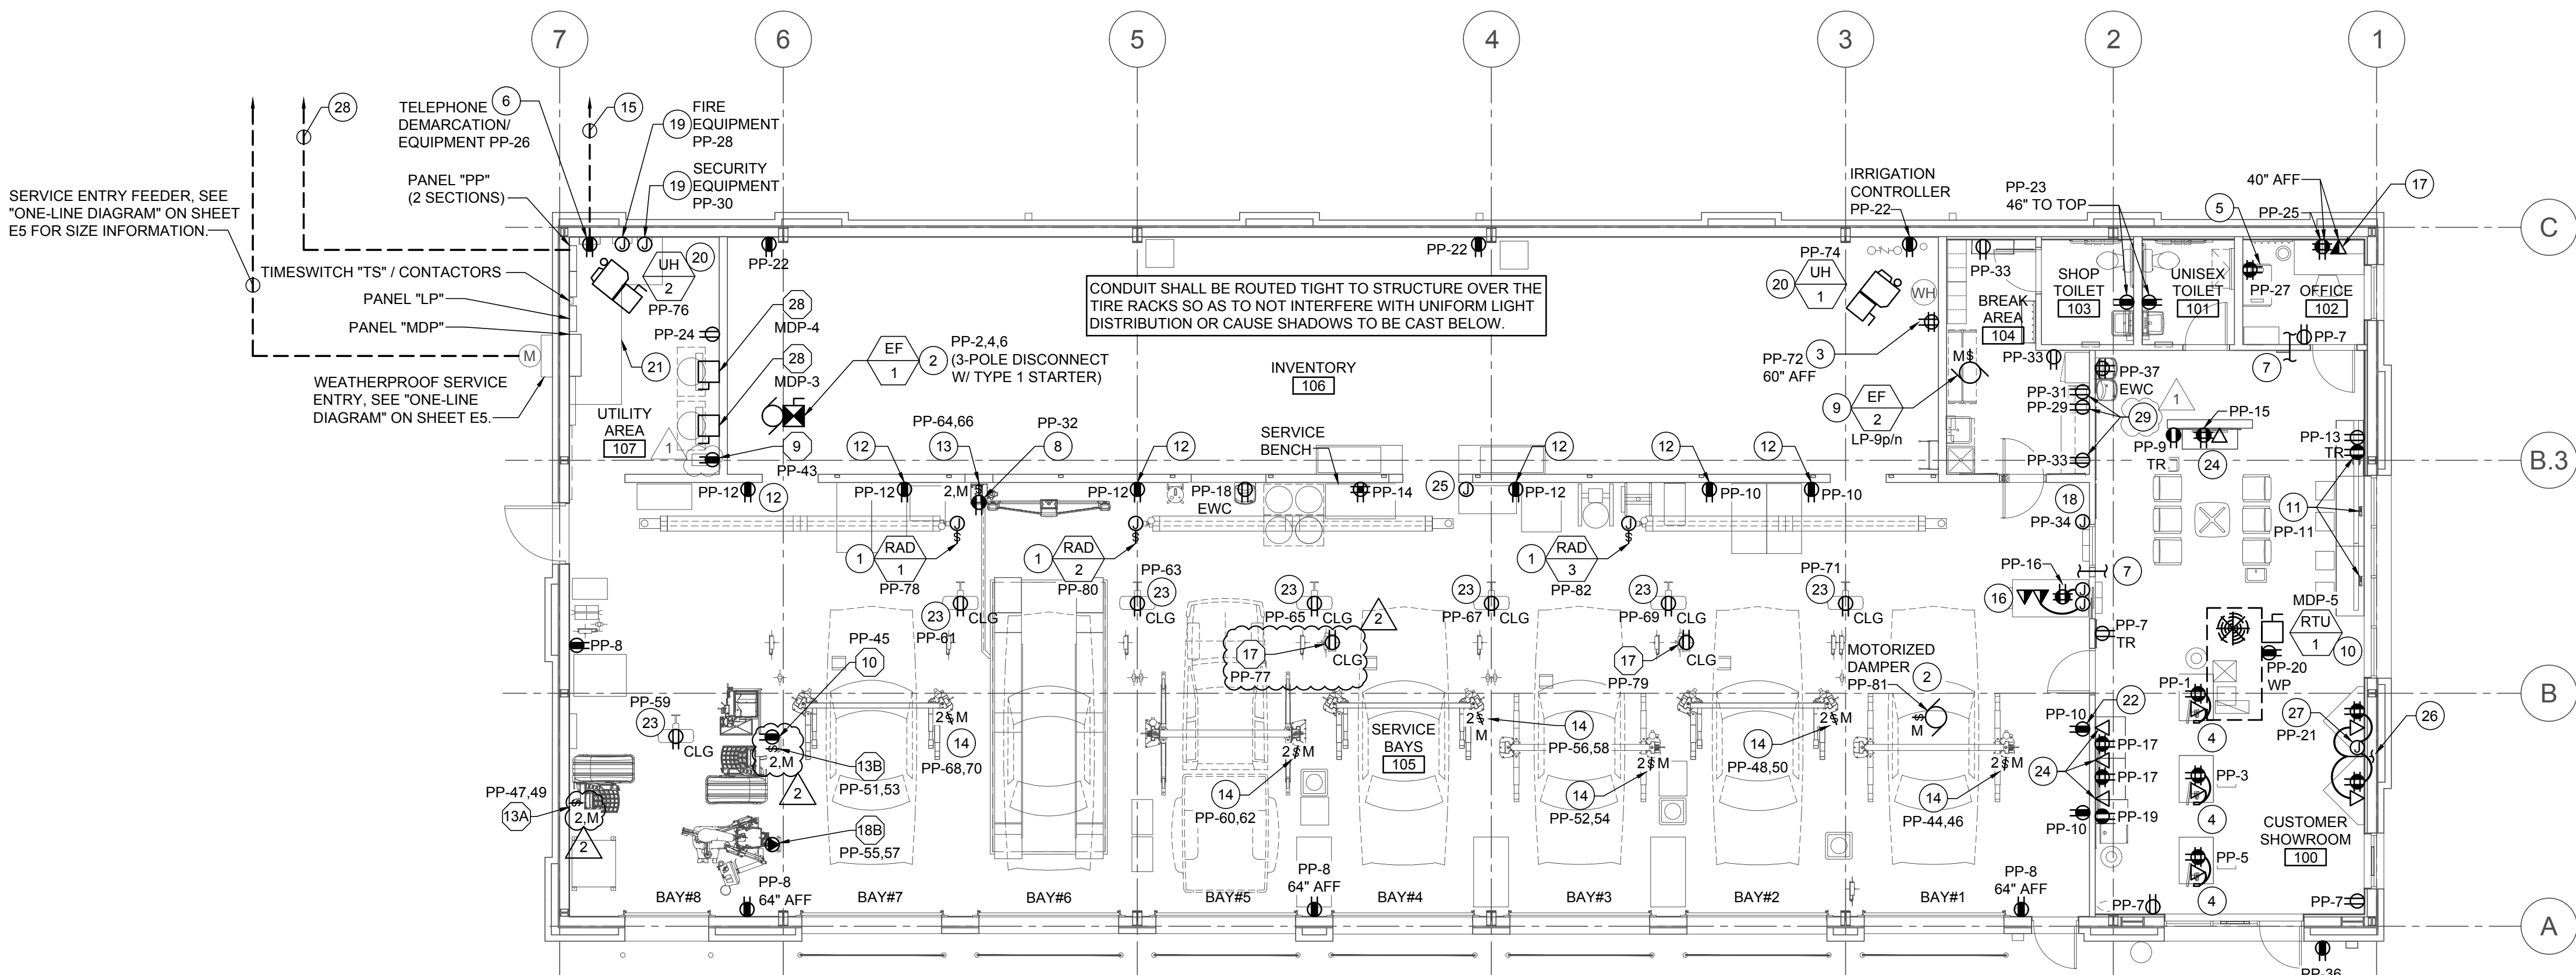 7
6
5
4
3
2
1
28
TELEPHONE
DEMARCATION/
EQUIPMENT PP-26
6
15
19
FIRE
EQUIPMENT
PP-28
19
SECURITY
EQUIPMENT
PP-30
PANEL "PP"
(2 SECTIONS)
SERVICE ENTRY FEEDER, SEE
"ONE-LINE DIAGRAM" ON SHEET
E5 FOR SIZE INFORMATION.
TIMESWITCH "TS" / CONTACTORS
PANEL "LP"
PANEL "MDP"
M
WEATHERPROOF SERVICE
ENTRY, SEE "ONE-LINE
DIAGRAM" ON SHEET E5.
IRRIGATION
CONTROLLER
PP-22
PP-23
46" TO TOP
5
40" AFF
PP-25
17
C
J
J
UH
2
20
PP-76
PP-22
PP-22
CONDUIT SHALL BE ROUTED TIGHT TO STRUCTURE OVER THE
TIRE RACKS SO AS TO NOT INTERFERE WITH UNIFORM LIGHT
DISTRIBUTION OR CAUSE SHADOWS TO BE CAST BELOW.
PP-74
20
UH
1
WH
PP-33
BREAK
AREA
104
SHOP
TOILET
103
UNISEX
TOILET
101
PP-27
OFFICE
102
PP-24
28
MDP-4
28
MDP-3
21
UTILITY
AREA
107
1
9
PP-43
EF
1
2
PP-2,4,6
(3-POLE DISCONNECT
W/ TYPE 1 STARTER)
INVENTORY
106
PP-72
60" AFF
3
M$
9
EF
2
LP-9p/n
PP-33
PP-7
7
PP-37
EWC
PP-31
PP-29
29
1
PP-15
PP-9
TR
24
PP-13
TR
PP-33
B.3
PP-64,66
13
PP-32
8
12
12
SERVICE
BENCH
12
12
12
PP-12
12
PP-12
2,M
$
PP-12
PP-18
EWC
PP-14
25
J
PP-12
PP-10
PP-10
18
PP-34
J
11
PP-11
J
$
1
RAD
1
PP-78
J
$
1
RAD
2
PP-80
J
$
1
RAD
3
PP-82
23
PP-61
CLG
PP-63
23
CLG
23
PP-65
CLG
23
PP-67
CLG
23
PP-69
CLG
PP-71
23
CLG
PP-16
16
J
J
7
PP-7
TR
MDP-5
RTU
1
10
PP-20
WP
PP-8
PP-45
10
17
PP-77
CLG
2
17
PP-79
CLG
MOTORIZED
DAMPER
PP-81
2
$
M
B
PP-59
23
CLG
$
2,M
13B
PP-51,53
2
2$M
14
PP-68,70
2$M
14
PP-60,62
SERVICE
BAYS
105
2$
M
14
PP-56,58
2$M
14
PP-52,54
2$M
14
PP-48,50
2$M
14
PP-44,46
PP-10
22
PP-17
24
PP-17
PP-10
PP-19
PP-1
4
PP-3
4
PP-5
4
27
PP-21
J
26
CUSTOMER
SHOWROOM
100
PP-47,49
13A
$
2,M
2
18B
PP-55,57
PP-8
64" AFF
PP-8
64" AFF
PP-8
64" AFF
BAY#8
BAY#7
BAY#6
BAY#5
BAY#4
BAY#3
BAY#2
BAY#1
PP-7
PP-7
A
PP-36